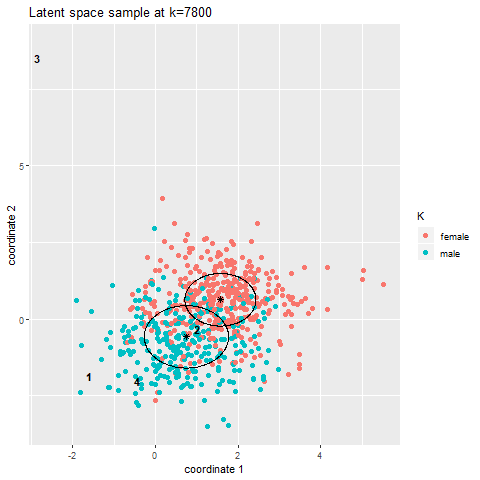 Latent space sample at k=7800
3
5
coordinate 2
0
2
1
4
-2
0
2
4
coordinate 1
K
female
male